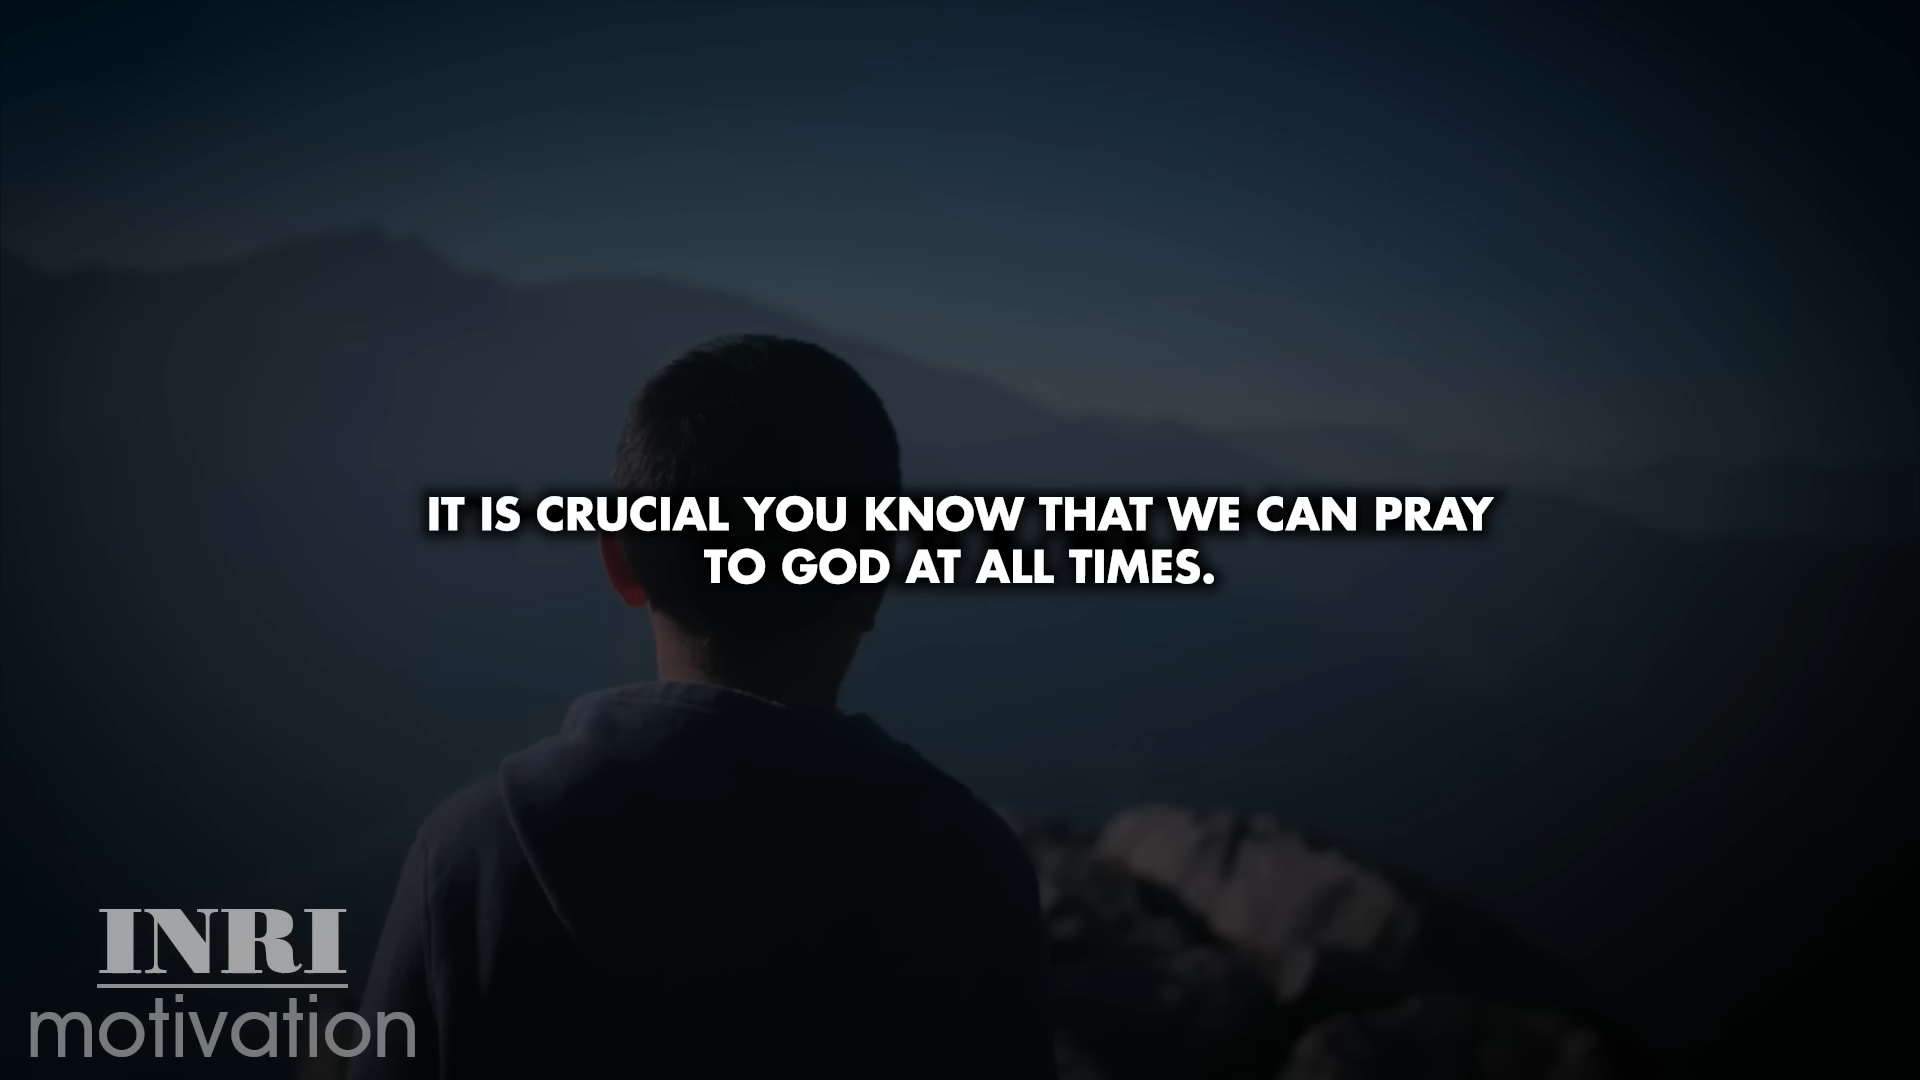 IT IS CRUCIAL YOU KNOW THAT WE CAN PRAY
TO GOD AT ALL TIMES.
INRI
motivation